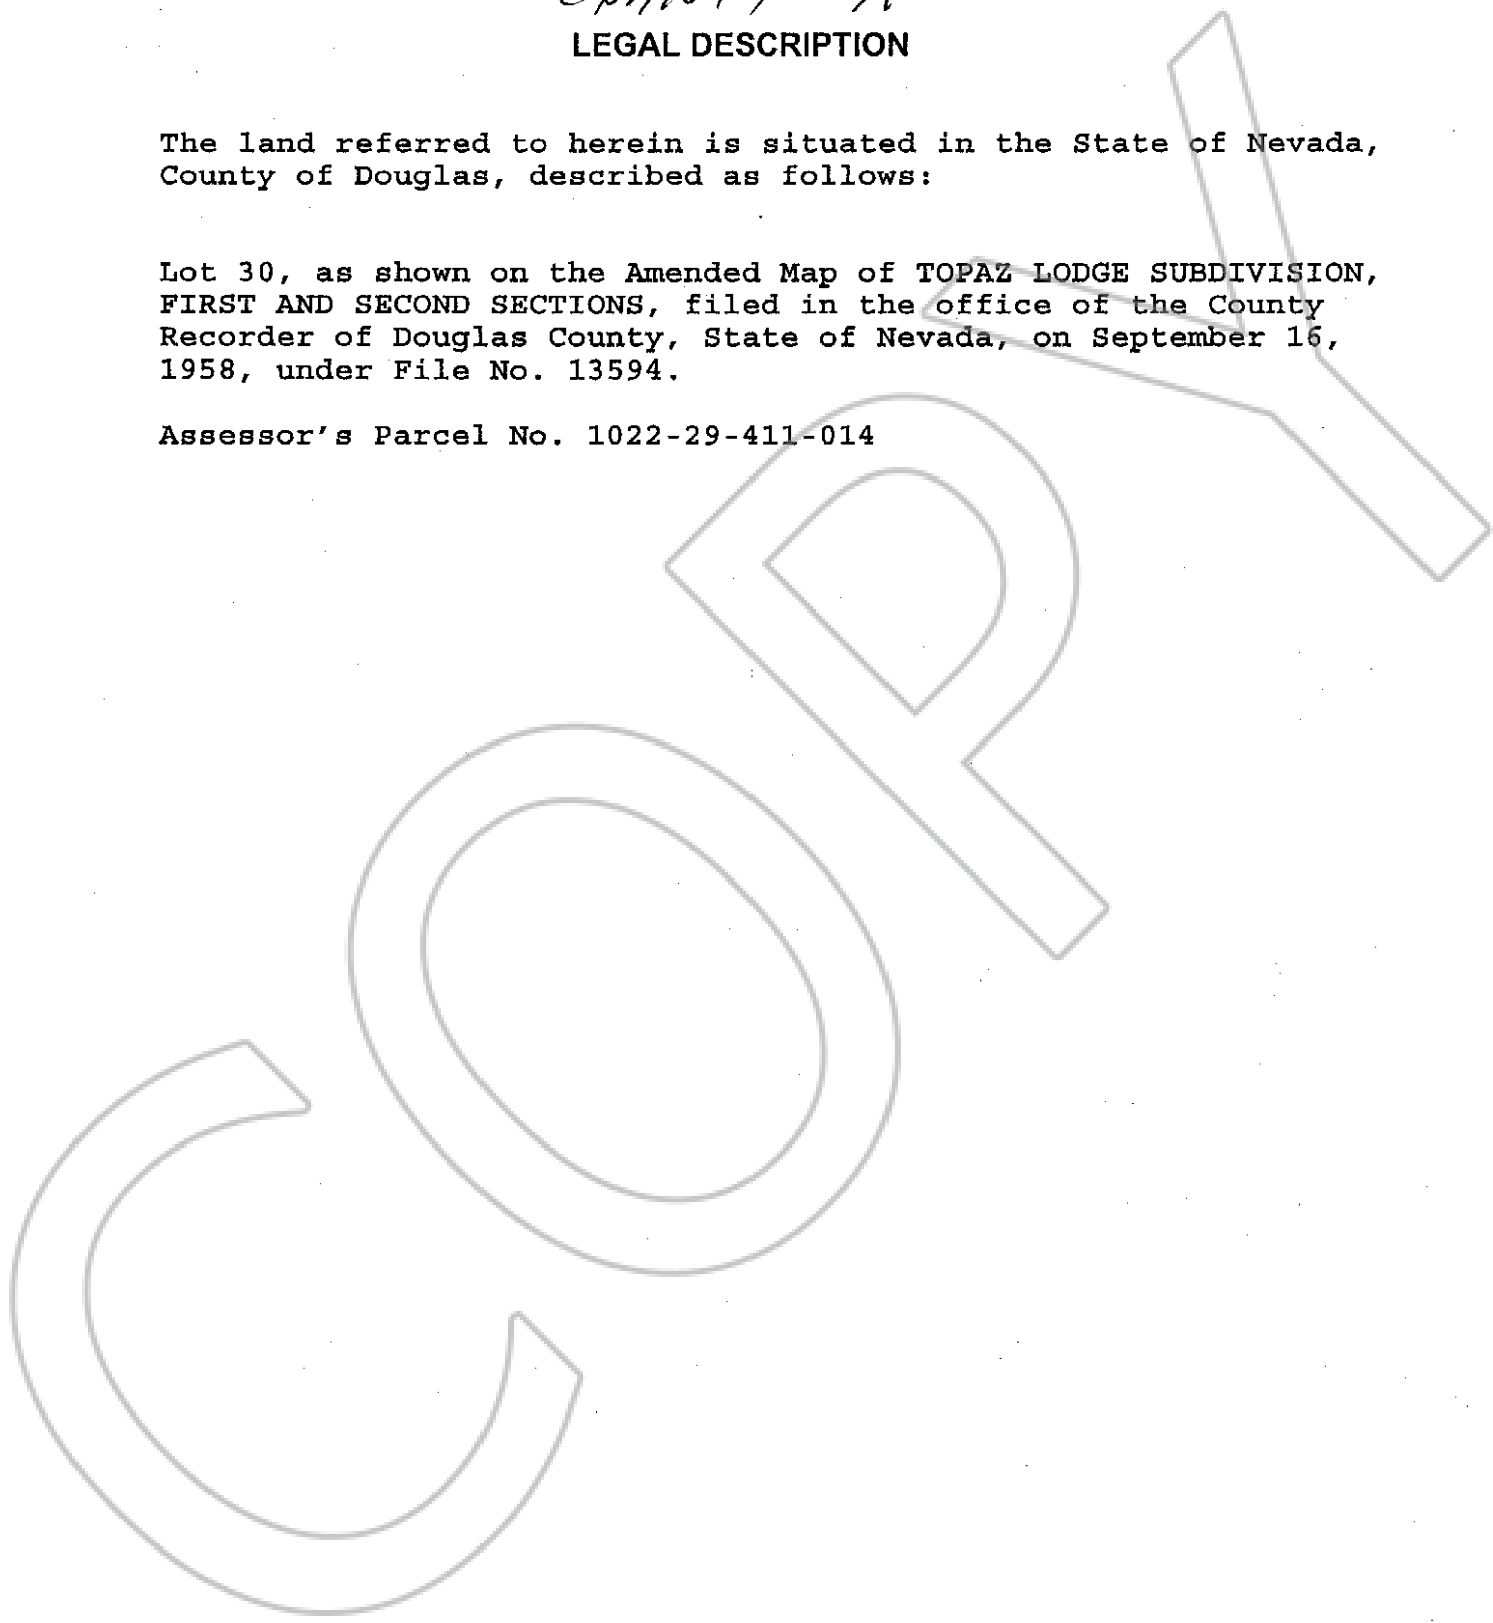 LEGAL DESCRIPTION
The land referred to herein is situated in the State of Nevada,
County of Douglas, described as follows:
Lot 30, as shown on the Amended Map of TOPAZ LODGE SUBDIVISION,
FIRST AND SECOND SECTIONS, filed in the office of the County
Recorder of Douglas County, State of Nevada, on September 16,
1958, under File No. 13594.
Assessor's Parcel No. 1022-29-411-014
COPY